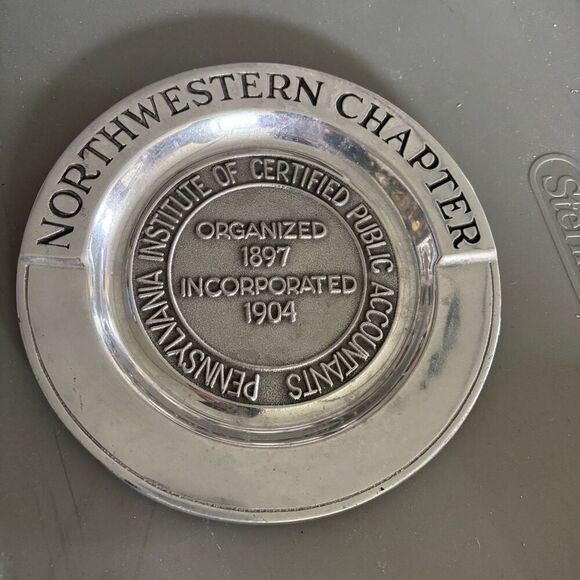 NORTHWESTERN CHAPTER
PENNSYLVANIA INSTITUTE OF CERTIFIED PUBLIC ACCOUNTANTS
ORGANIZED
1897
INCORPORATED
1904